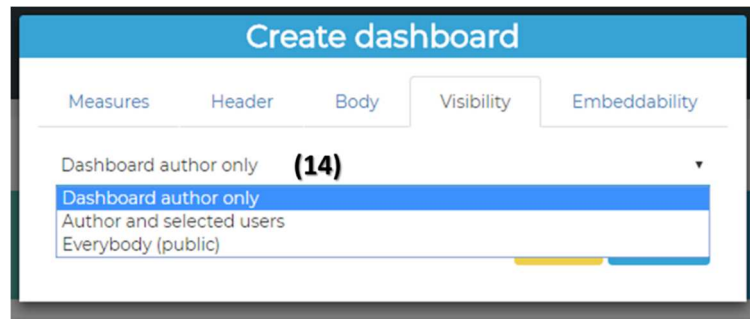 Create dashboard
Measures Header Body Visibility Embeddability
Dashboard author only (14)
Dashboard author only
Author and selected users
Everybody (public)